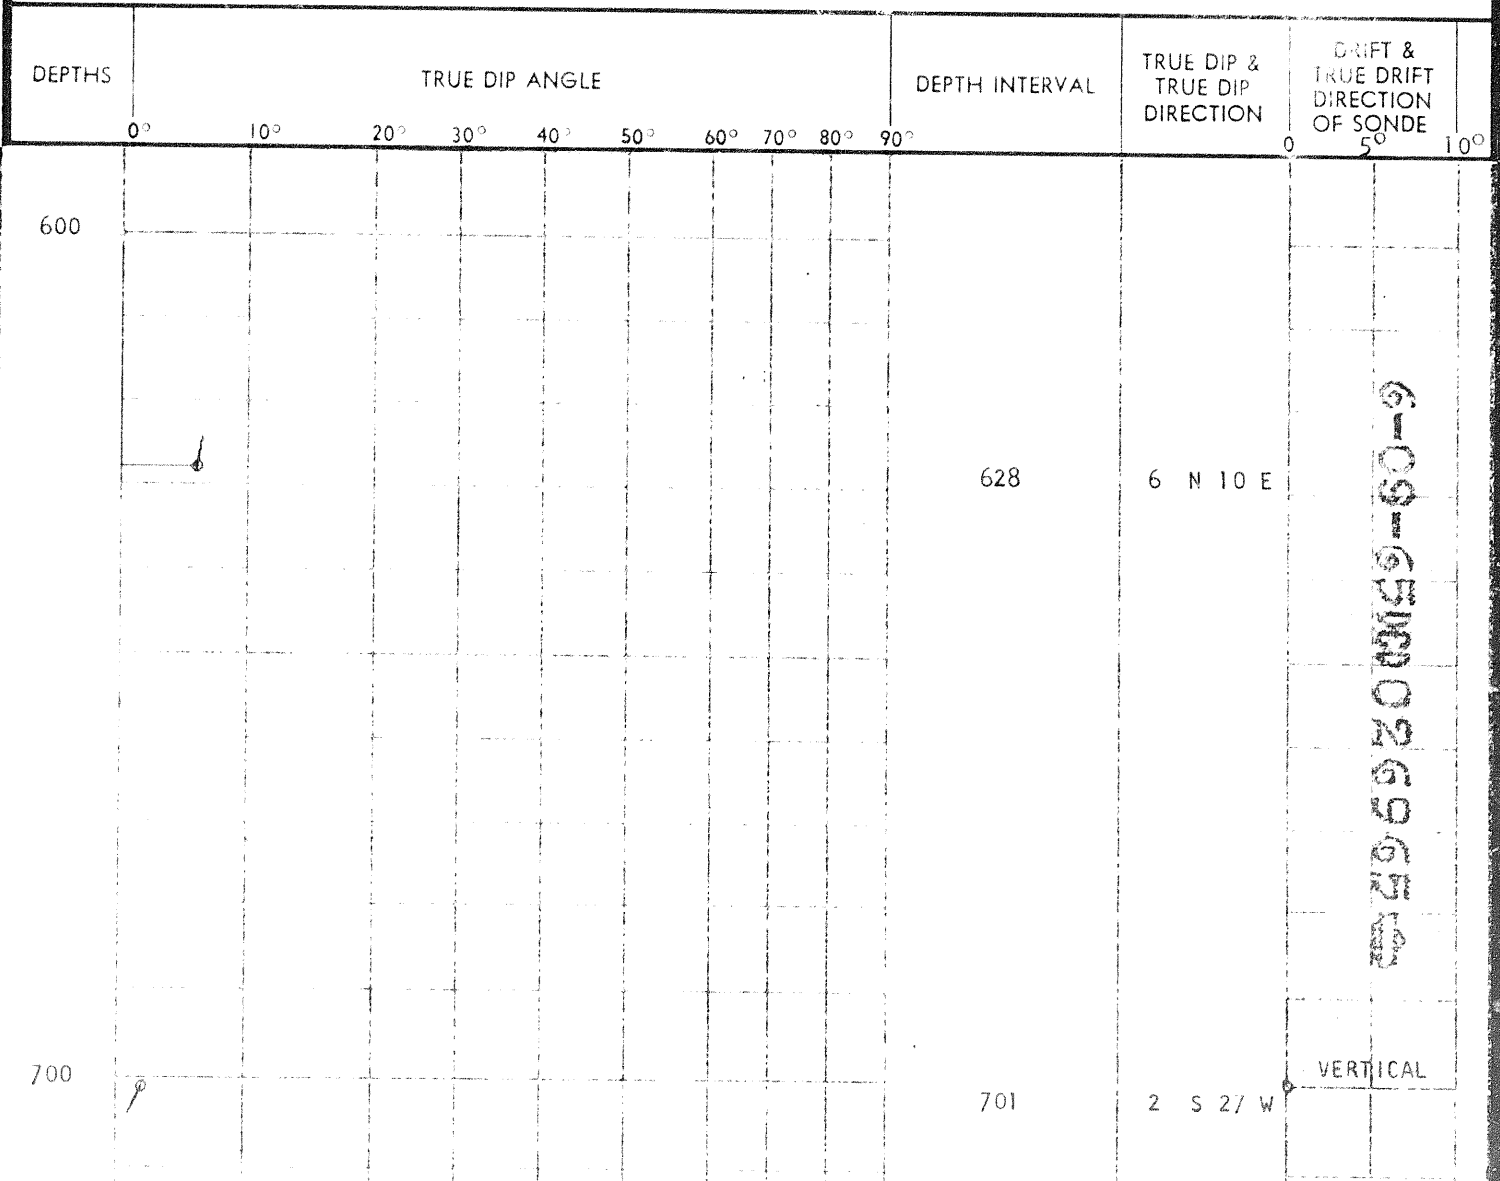 DEPTHS
TRUE DIP ANGLE
DEPTH INTERVAL
TRUE DIP &
TRUE DIP
DIRECTION
DRIFT &
TRUE DRIFT
DIRECTION
OF SONDE
0° 10° 20° 30° 40° 50° 60° 70° 80° 90°
0 5° 10°
600
628 6 N 10 E
VERTICAL
700
701 2 S 27 W